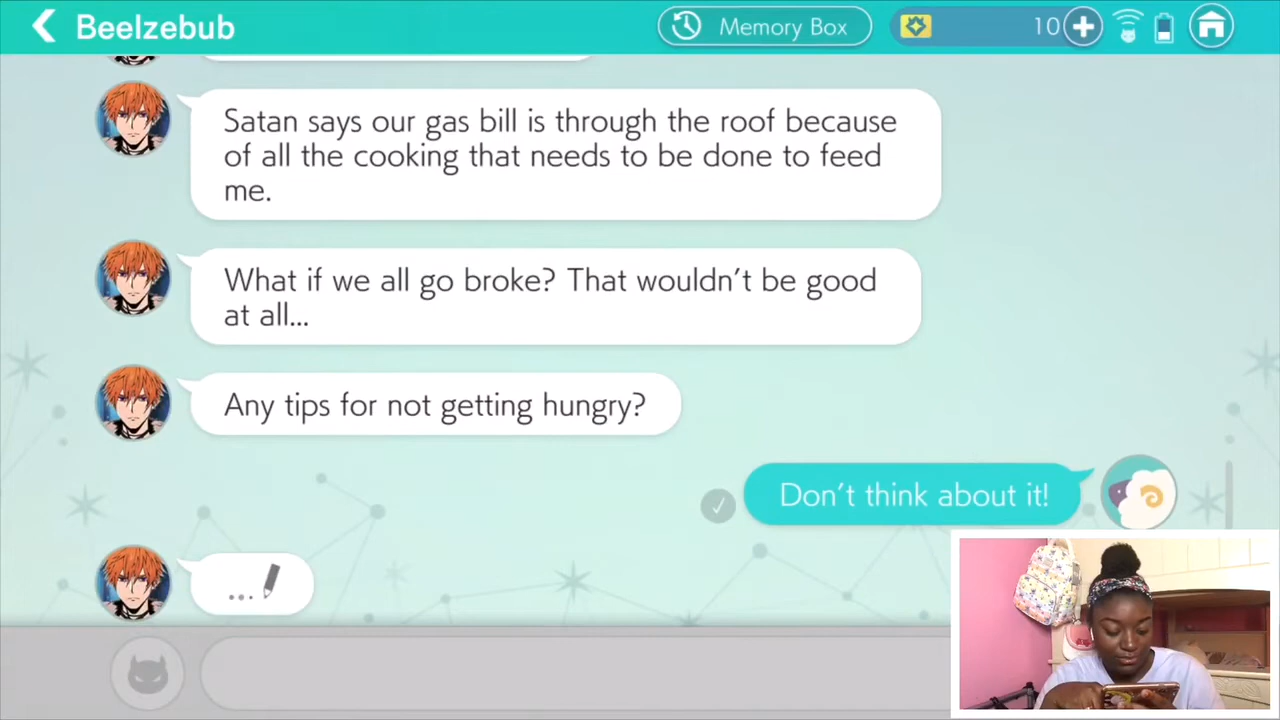 Beelzebub
Memory Box
10
Satan says our gas bill is through the roof because
of all the cooking that needs to be done to feed
me.
What if we all go broke? That wouldn't be good
at all...
Any tips for not getting hungry?
Don't think about it!
...